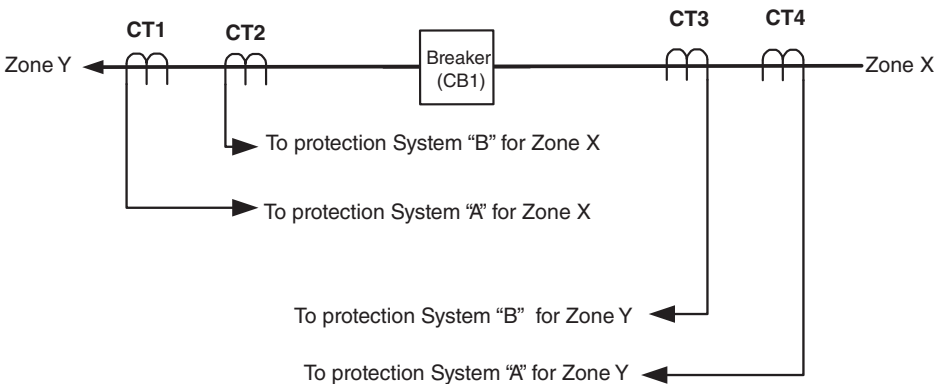 CT1
CT2
CT3
CT4
Zone Y
Breaker
(CB1)
Zone X
To protection System “B” for Zone X
To protection System “A” for Zone X
To protection System “B” for Zone Y
To protection System “A” for Zone Y